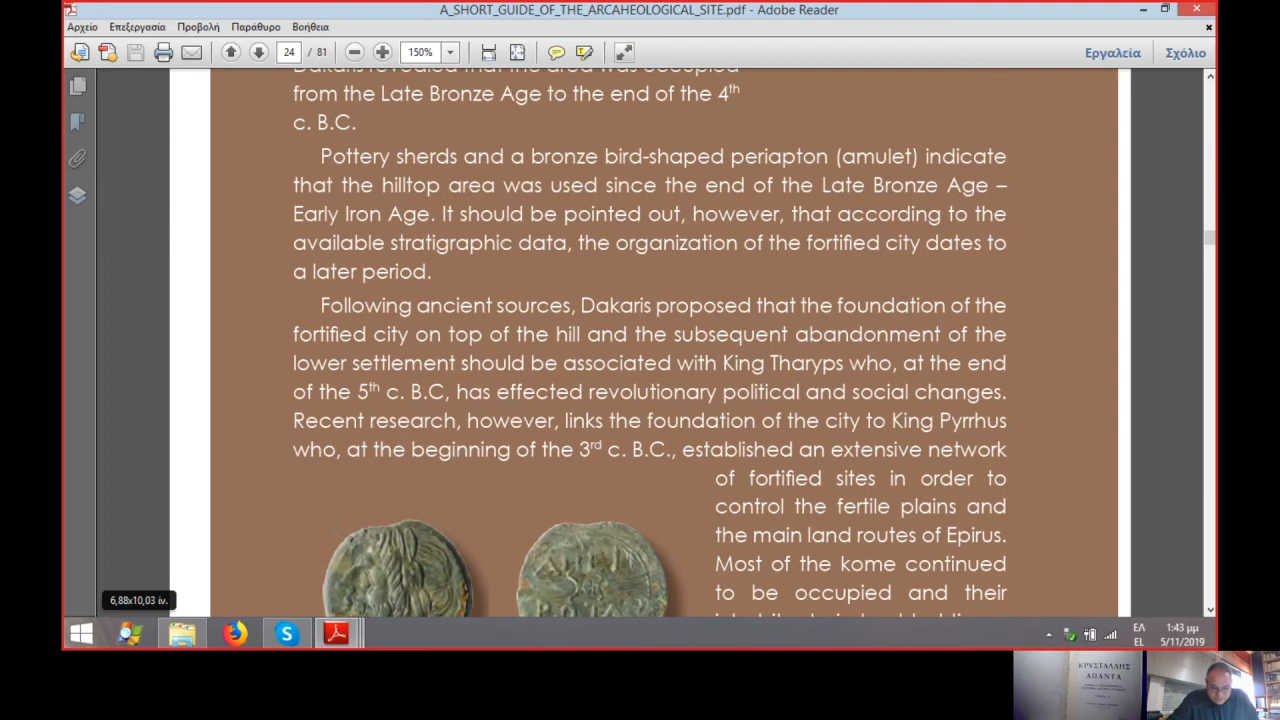 A_SHORT_GUIDE_OF_THE_ARCAHEOLOGICAL_SITE.pdf - Adobe Reader
Αρχείο Επεξεργασία Προβολή Παράθυρο Βοήθεια
24 / 81 150% Εργαλεία Σχόλιο
Dakaris revealed that the area was occupied
from the Late Bronze Age to the end of the 4th
c. B.C.
Pottery sherds and a bronze bird-shaped periapton (amulet) indicate
that the hilltop area was used since the end of the Late Bronze Age –
Early Iron Age. It should be pointed out, however, that according to the
available stratigraphic data, the organization of the fortified city dates to
a later period.
Following ancient sources, Dakaris proposed that the foundation of the
fortified city on top of the hill and the subsequent abandonment of the
lower settlement should be associated with King Tharyps who, at the end
of the 5th c. B.C, has effected revolutionary political and social changes.
Recent research, however, links the foundation of the city to King Pyrrhus
who, at the beginning of the 3rd c. B.C., established an extensive network
of fortified sites in order to
control the fertile plains and
the main land routes of Epirus.
Most of the kome continued
to be occupied and their
6,88x10,03 ίν.
ΕΛ 1:43 μμ
EL 5/11/2019
ΚΡΥΣΤΑΛΛΗΣ
ΑΠΑΝΤΑ